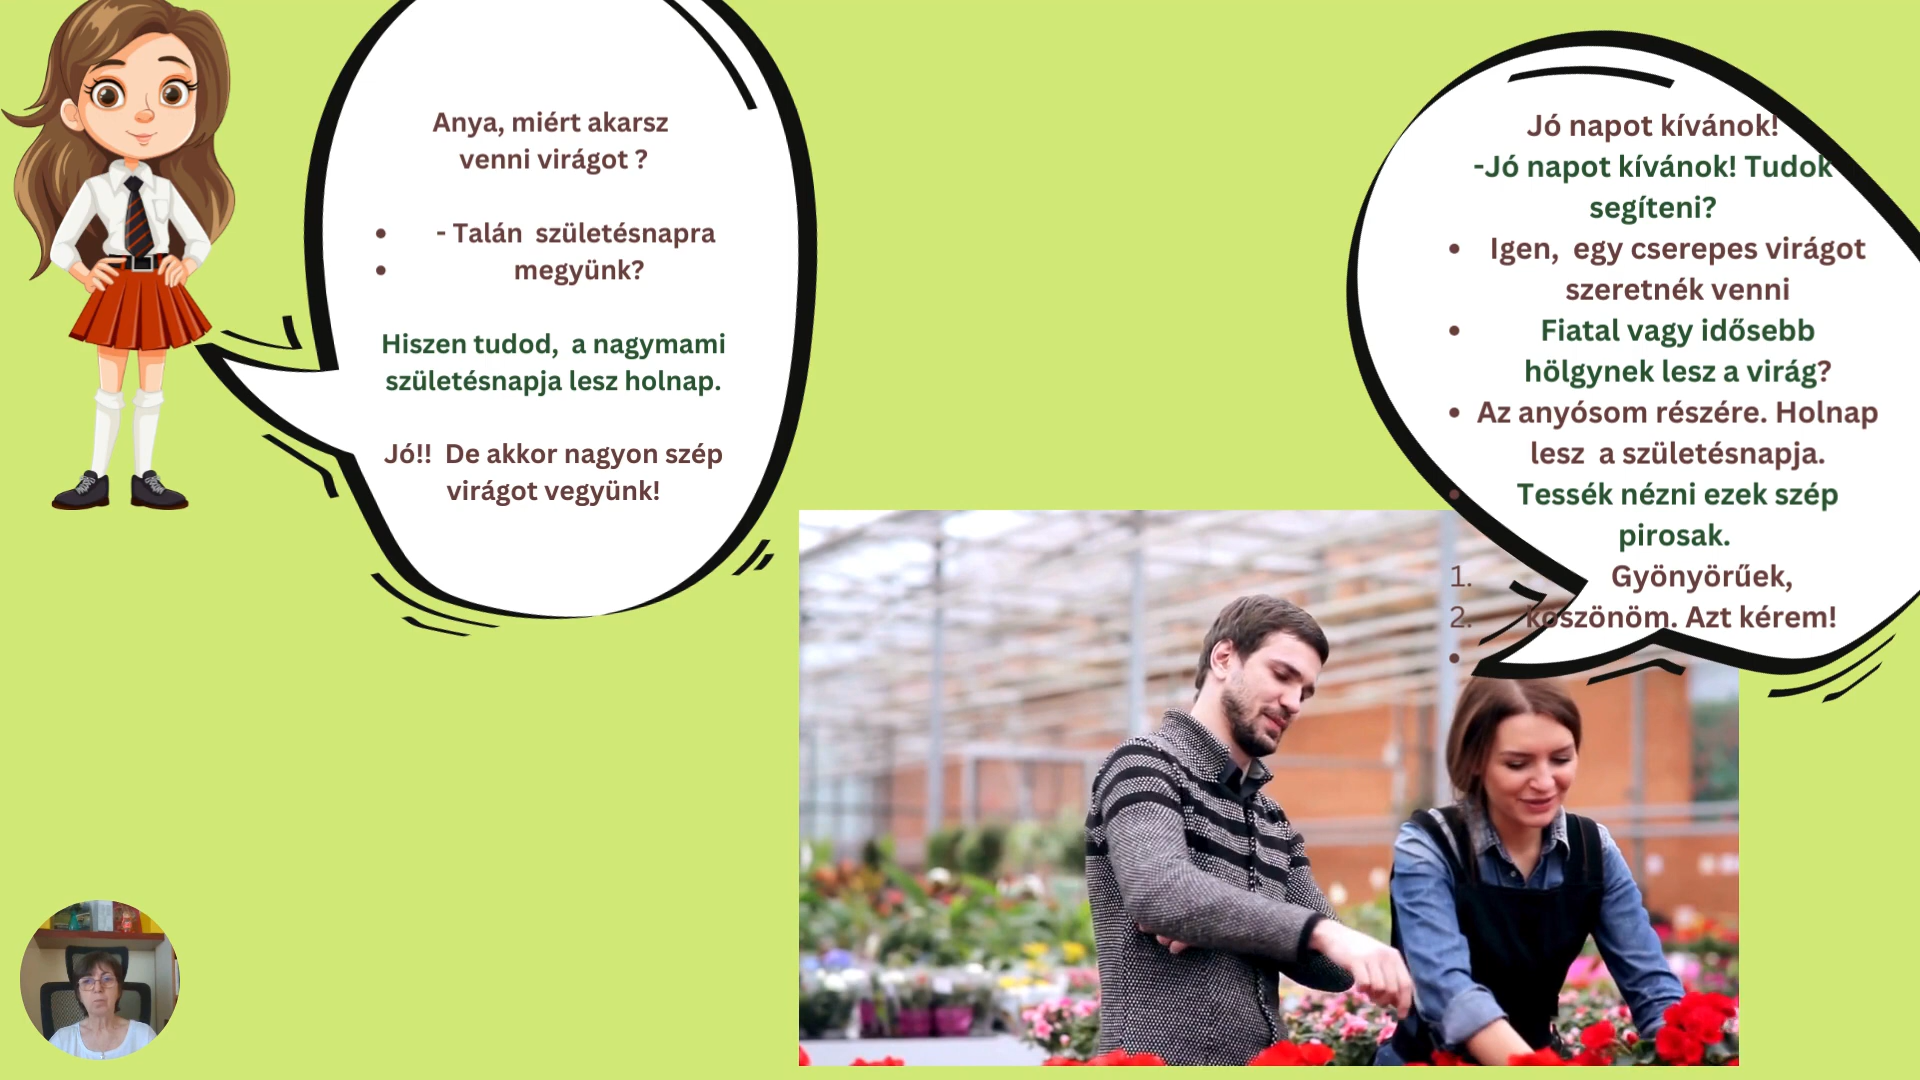 Anya, miért akarsz
venni virágot ?
• - Talán születésnapra
• megyünk?
Hiszen tudod, a nagymami
születésnapja lesz holnap.
Jó!! De akkor nagyon szép
virágot vegyünk!
Jó napot kívánok!
-Jó napot kívánok! Tudok
segíteni?
• Igen, egy cserepes virágot
szeretnék venni
• Fiatal vagy idősebb
hölgynek lesz a virág?
• Az anyósom részére. Holnap
lesz a születésnapja.
• Tessék nézni ezek szép
pirosak.
1. Gyönyörűek,
2. köszönöm. Azt kérem!
•